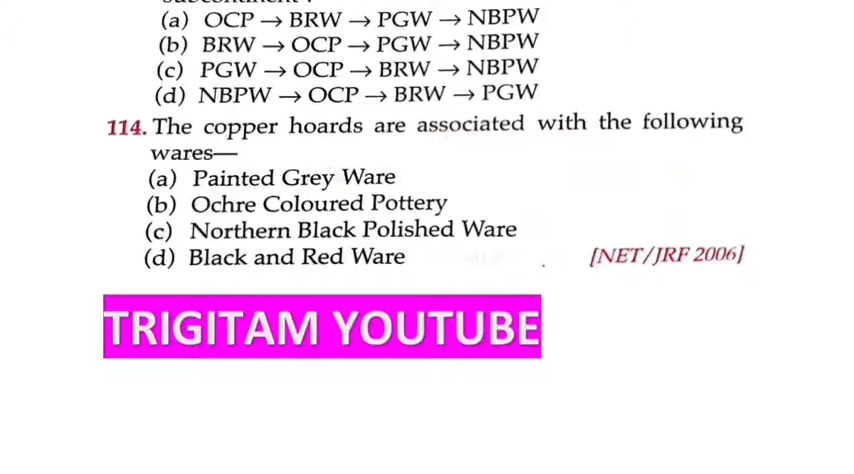 (a) OCP → BRW → PGW → NBPW
(b) BRW → OCP → PGW → NBPW
(c) PGW → OCP → BRW → NBPW
(d) NBPW → OCP → BRW → PGW
114. The copper hoards are associated with the following
wares—
(a) Painted Grey Ware
(b) Ochre Coloured Pottery
(c) Northern Black Polished Ware
(d) Black and Red Ware [NET/JRF 2006]
TRIGITAM YOUTUBE